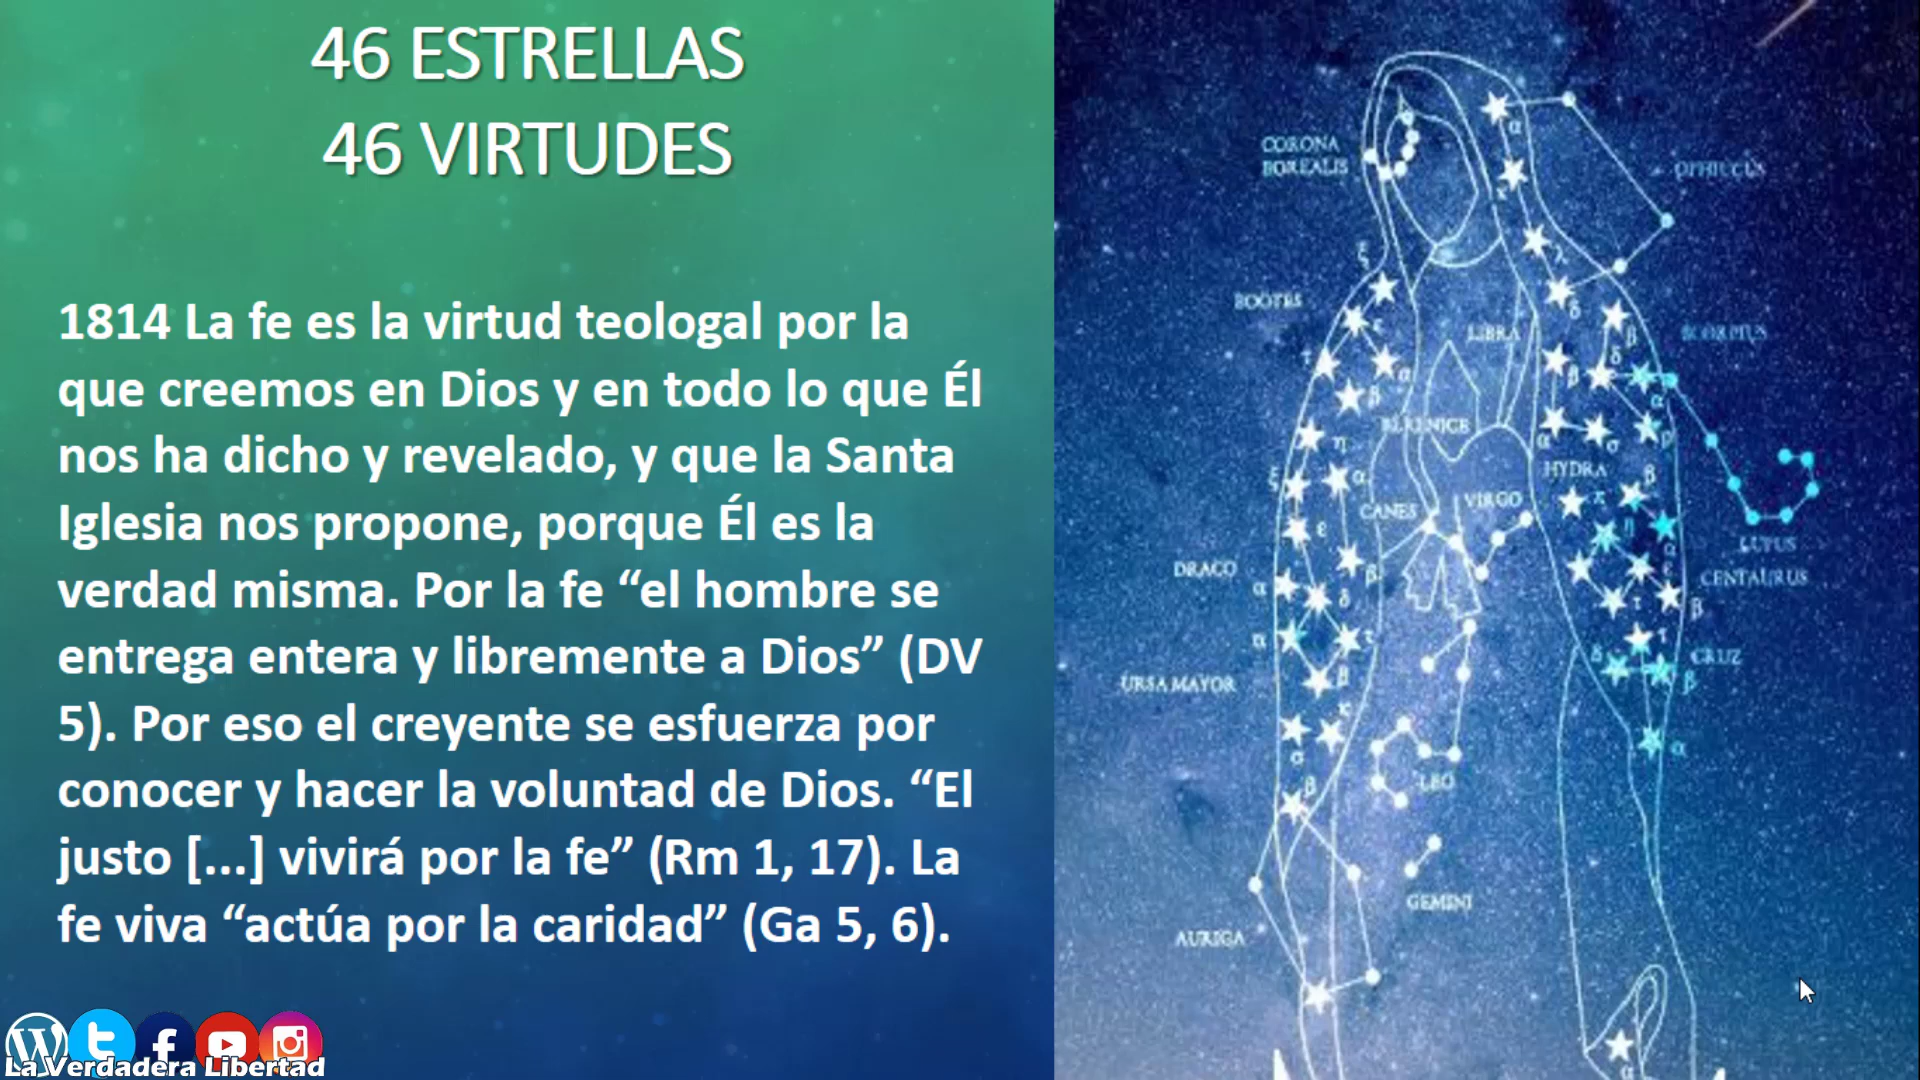 46 ESTRELLAS
46 VIRTUDES
1814 La fe es la virtud teologal por la
que creemos en Dios y en todo lo que Él
nos ha dicho y revelado, y que la Santa
Iglesia nos propone, porque Él es la
verdad misma. Por la fe “el hombre se
entrega entera y libremente a Dios” (DV
5). Por eso el creyente se esfuerza por
conocer y hacer la voluntad de Dios. “El
justo [...] vivirá por la fe” (Rm 1, 17). La
fe viva “actúa por la caridad” (Ga 5, 6).
La Verdadera Libertad
CORONA
BOREALIS
BOOTES
LIBRA
BERENICE
HYDRA
CANES
VIRGO
DRACO
CENTAURUS
CRUZ
URSA MAYOR
LEO
GEMINI
AURIGA